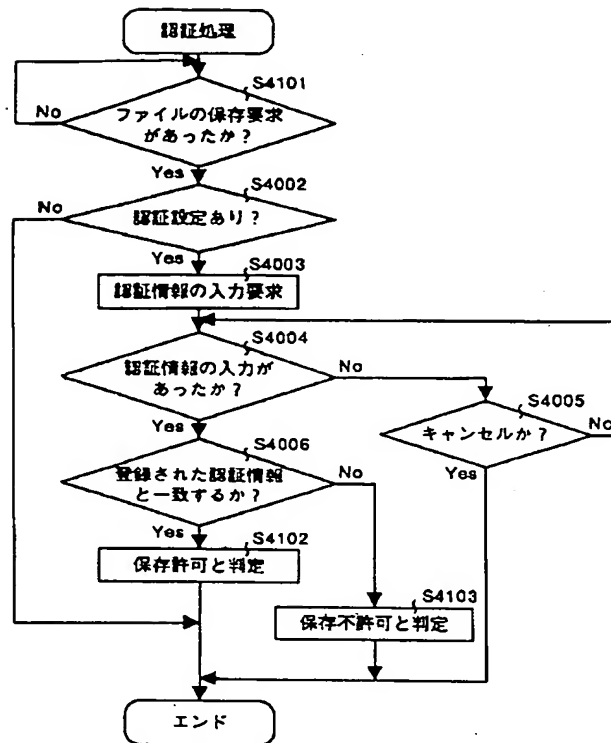 認証処理
S4101
No
ファイルの保存要求
があったか?
Yes
S4002
No
認証設定あり?
Yes
S4003
認証情報の入力要求
S4004
認証情報の入力が
あったか?
No
Yes
S4005
キャンセルか?
No
Yes
S4006
登録された認証情報
と一致するか?
No
Yes
S4102
保存許可と判定
S4103
保存不許可と判定
エンド